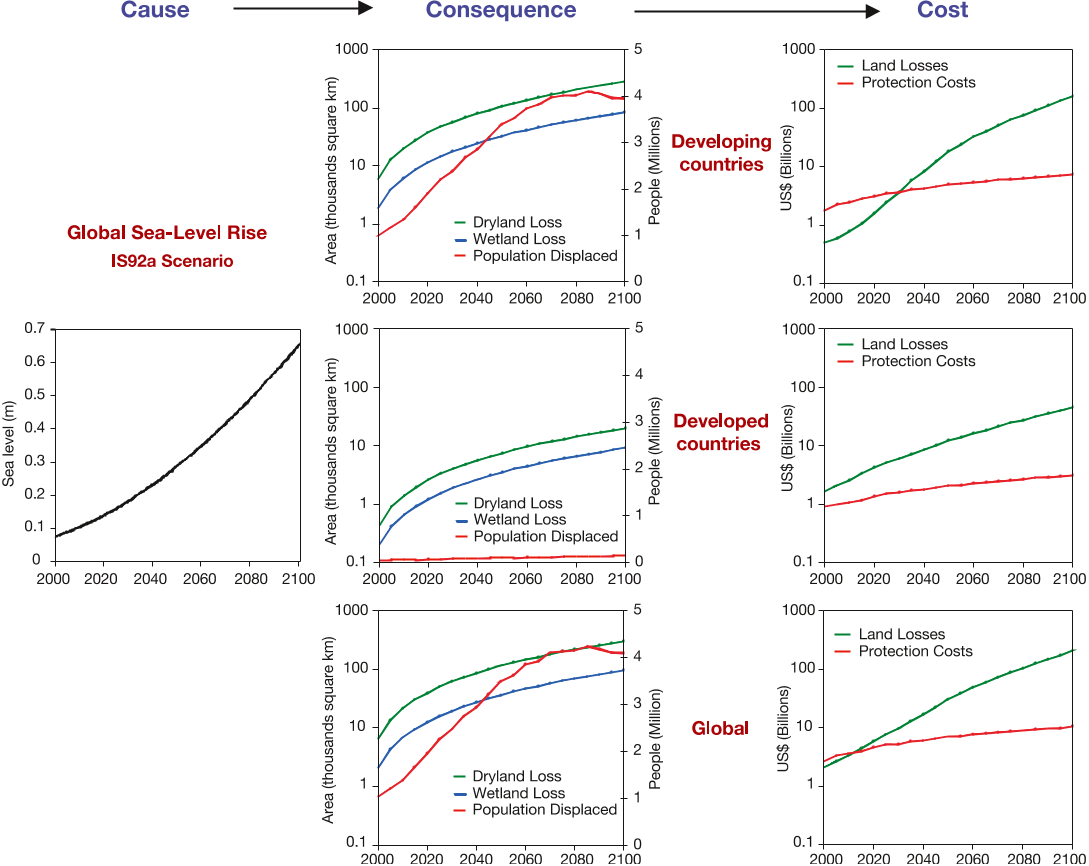 Cause
Consequence
Cost
1000
100
10
1
0.1
Area (thousands square km)
5
4
3
2
1
0
People (Millions)
Dryland Loss
Wetland Loss
Population Displaced
2000
2020
2040
2060
2080
2100
Developing
countries
1000
100
10
1
0.1
US$ (Billions)
Land Losses
Protection Costs
2000
2020
2040
2060
2080
2100
Global Sea-Level Rise
IS92a Scenario
0.7
0.6
0.5
0.4
0.3
0.2
0.1
0
Sea level (m)
2000
2020
2040
2060
2080
2100
1000
100
10
1
0.1
Area (thousands square km)
5
4
3
2
1
0
People (Millions)
Dryland Loss
Wetland Loss
Population Displaced
2000
2020
2040
2060
2080
2100
Developed
countries
1000
100
10
1
0.1
US$ (Billions)
Land Losses
Protection Costs
2000
2020
2040
2060
2080
2100
1000
100
10
1
0.1
Area (thousands square km)
5
4
3
2
1
0
People (Million)
Dryland Loss
Wetland Loss
Population Displaced
2000
2020
2040
2060
2080
2100
Global
1000
100
10
1
0.1
US$ (Billions)
Land Losses
Protection Costs
2000
2020
2040
2060
2080
2100